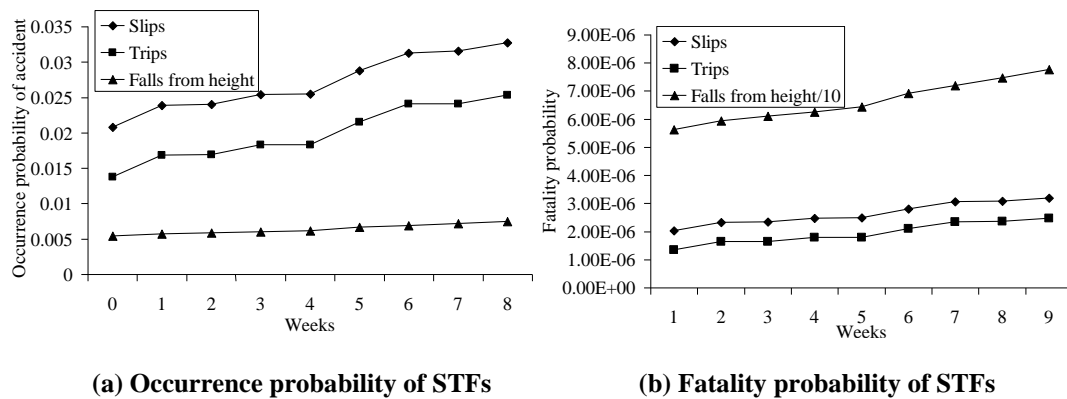 Occurrence probability of accident
0.035
0.03
0.025
0.02
0.015
0.01
0.005
0
Slips
Trips
Falls from height
0 1 2 3 4 5 6 7 8
Weeks
(a) Occurrence probability of STFs
Fatality probability
9.00E-06
8.00E-06
7.00E-06
6.00E-06
5.00E-06
4.00E-06
3.00E-06
2.00E-06
1.00E-06
0.00E+00
Slips
Trips
Falls from height/10
1 2 3 4 5 6 7 8 9
Weeks
(b) Fatality probability of STFs